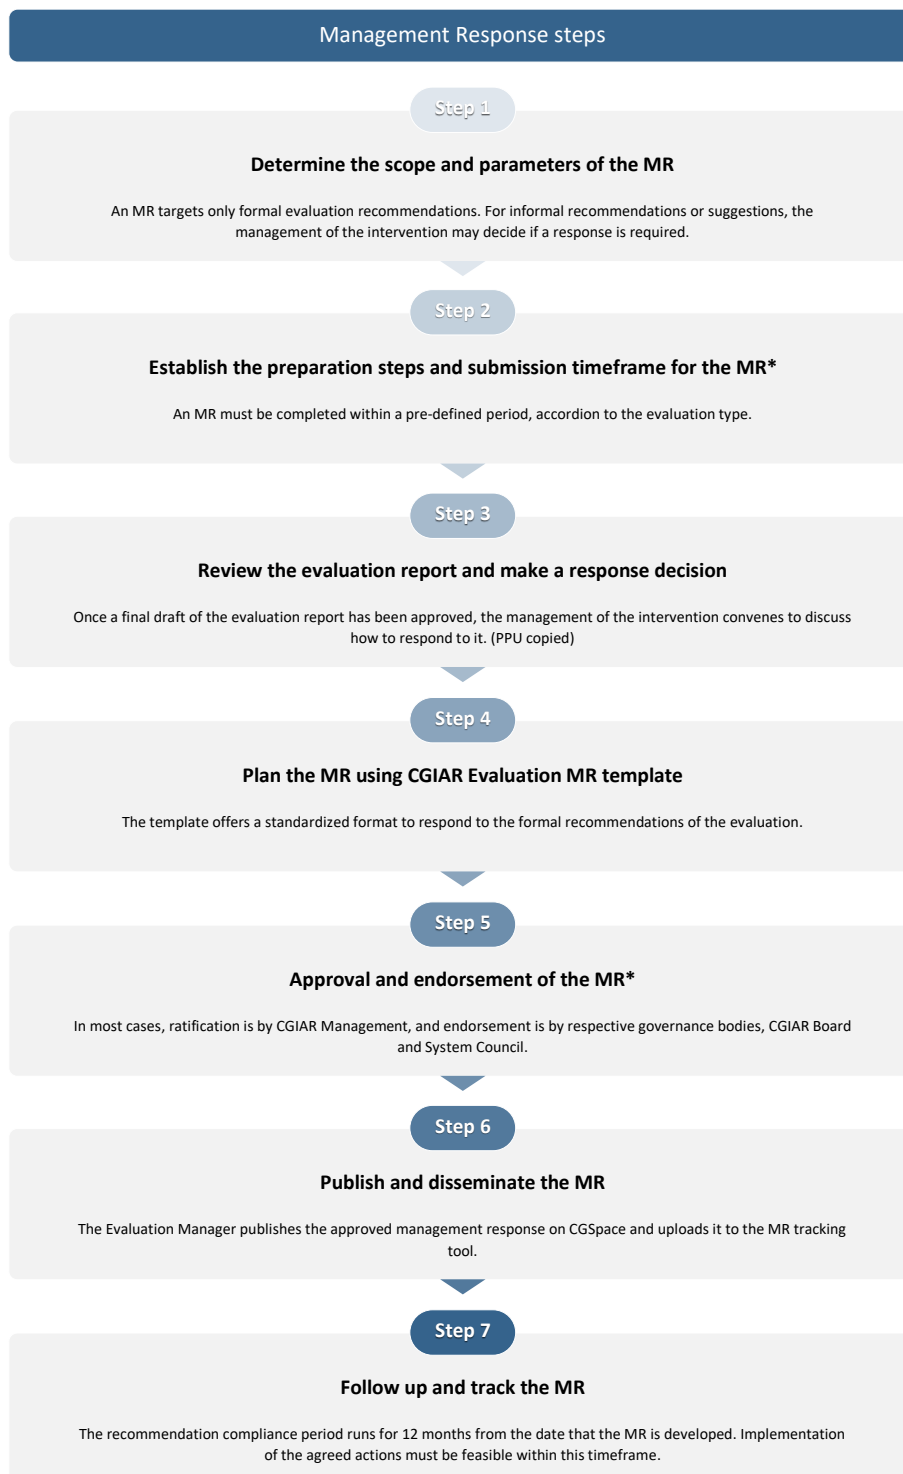 Management Response steps
Step 1
Determine the scope and parameters of the MR
An MR targets only formal evaluation recommendations. For informal recommendations or suggestions, the
management of the intervention may decide if a response is required.
Step 2
Establish the preparation steps and submission timeframe for the MR*
An MR must be completed within a pre-defined period, accordion to the evaluation type.
Step 3
Review the evaluation report and make a response decision
Once a final draft of the evaluation report has been approved, the management of the intervention convenes to discuss
how to respond to it. (PPU copied)
Step 4
Plan the MR using CGIAR Evaluation MR template
The template offers a standardized format to respond to the formal recommendations of the evaluation.
Step 5
Approval and endorsement of the MR*
In most cases, ratification is by CGIAR Management, and endorsement is by respective governance bodies, CGIAR Board
and System Council.
Step 6
Publish and disseminate the MR
The Evaluation Manager publishes the approved management response on CGSpace and uploads it to the MR tracking
tool.
Step 7
Follow up and track the MR
The recommendation compliance period runs for 12 months from the date that the MR is developed. Implementation
of the agreed actions must be feasible within this timeframe.